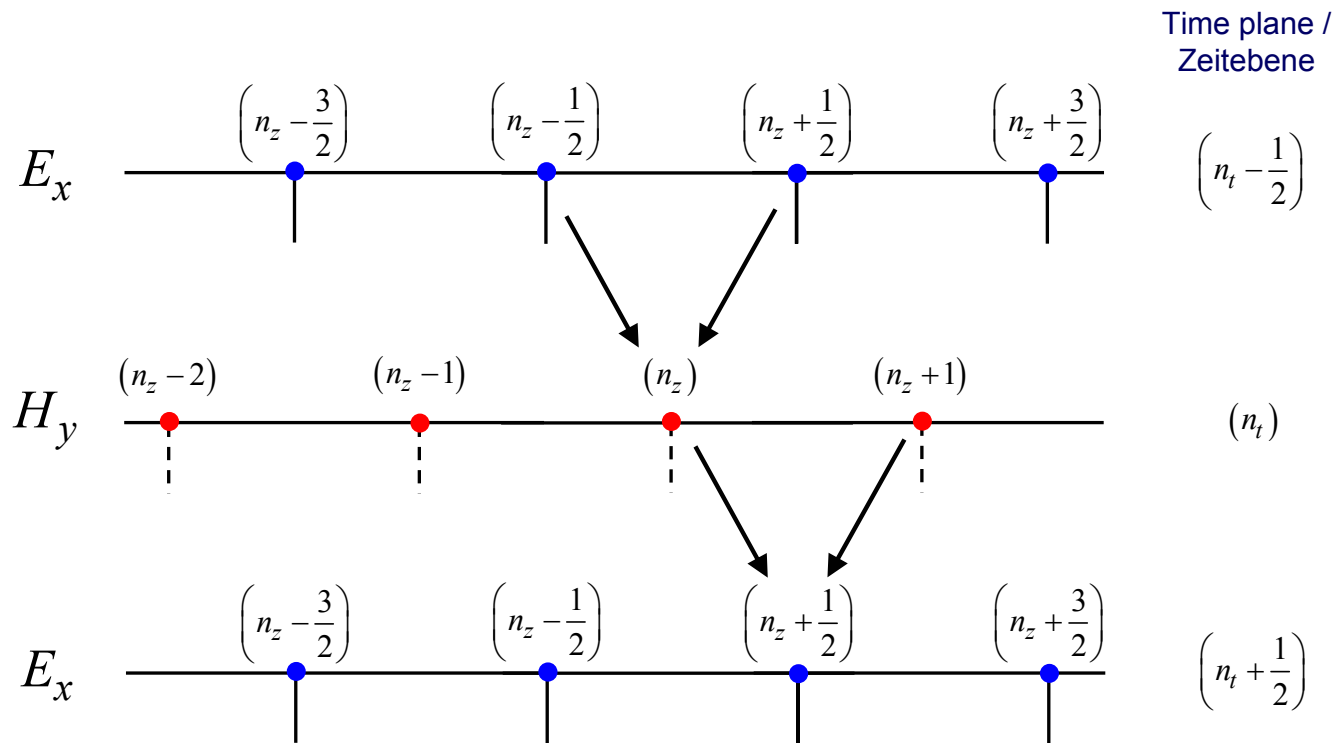 Time plane /
Zeitebene
(n_z − 3/2) (n_z − 1/2) (n_z + 1/2) (n_z + 3/2)
E_x (n_t − 1/2)
(n_z − 2) (n_z − 1) (n_z) (n_z + 1)
H_y (n_t)
(n_z − 3/2) (n_z − 1/2) (n_z + 1/2) (n_z + 3/2)
E_x (n_t + 1/2)